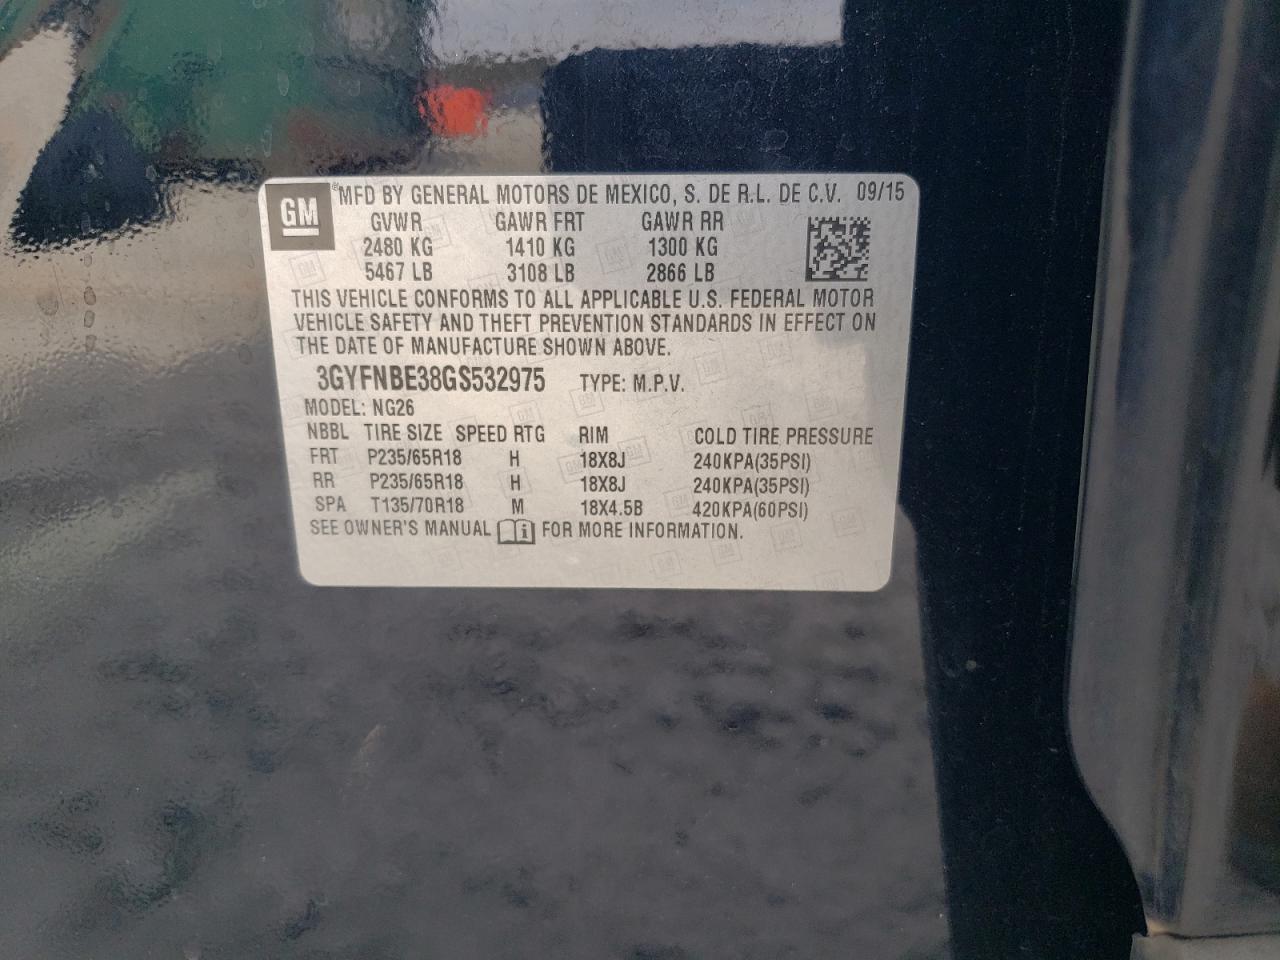 GM ® MFD BY GENERAL MOTORS DE MEXICO, S. DE R.L. DE C.V. 09/15
GVWR GAWR FRT GAWR RR
2480 KG 1410 KG 1300 KG
5467 LB 3108 LB 2866 LB
THIS VEHICLE CONFORMS TO ALL APPLICABLE U.S. FEDERAL MOTOR
VEHICLE SAFETY AND THEFT PREVENTION STANDARDS IN EFFECT ON
THE DATE OF MANUFACTURE SHOWN ABOVE.
3GYFNBE38GS532975 TYPE: M.P.V.
MODEL: NG26
NBBL TIRE SIZE SPEED RTG RIM COLD TIRE PRESSURE
FRT P235/65R18 H 18X8J 240KPA(35PSI)
RR P235/65R18 H 18X8J 240KPA(35PSI)
SPA T135/70R18 M 18X4.5B 420KPA(60PSI)
SEE OWNER'S MANUAL i FOR MORE INFORMATION.